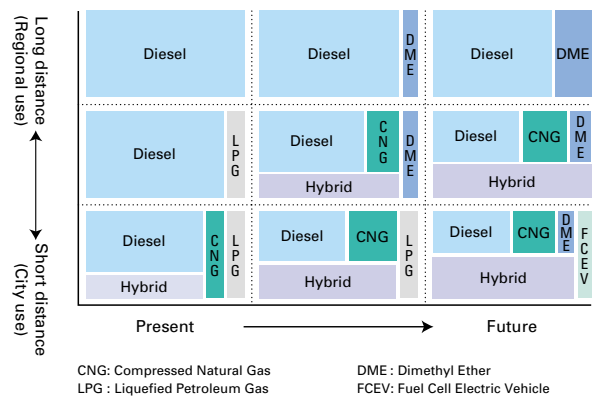 Long distance
(Regional use)
Short distance
(City use)
Diesel
Diesel
DME
Diesel
DME
Diesel
LPG
Diesel
CNG
DME
Hybrid
Diesel
CNG
DME
Hybrid
Diesel
CNG
LPG
Hybrid
Diesel
CNG
LPG
Hybrid
Diesel
CNG
DME
FCEV
Hybrid
Present
Future
CNG: Compressed Natural Gas
DME : Dimethyl Ether
LPG : Liquefied Petroleum Gas
FCEV: Fuel Cell Electric Vehicle